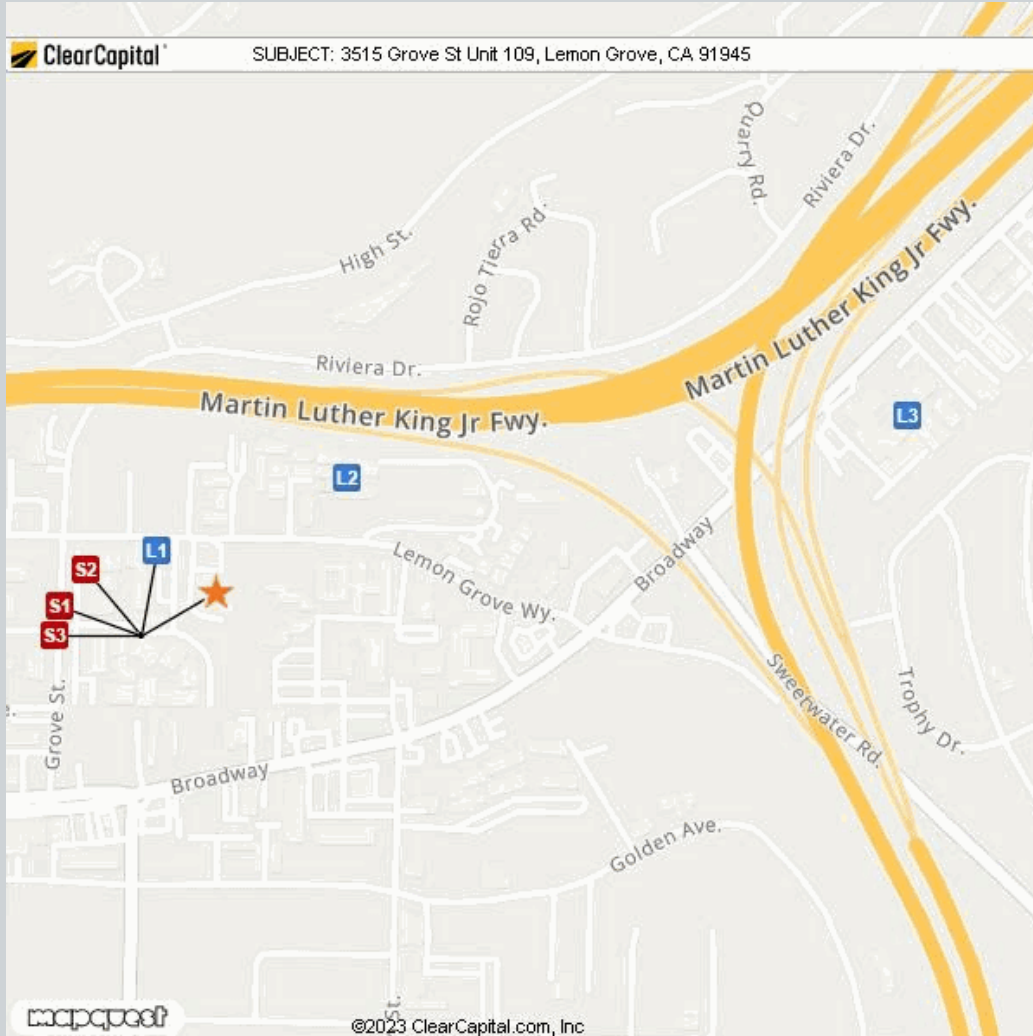 ClearCapital
SUBJECT: 3515 Grove St Unit 109, Lemon Grove, CA 91945
Quarry Rd.
Riviera Dr.
High St.
Rojo Tierra Rd.
Martin Luther King Jr Fwy.
Riviera Dr.
Martin Luther King Jr Fwy.
L3
L2
L1
S2
S1
S3
Lemon Grove Wy.
Broadway
Grove St.
Sweetwater Rd.
Trophy Dr.
Broadway
Golden Ave.
St.
mapquest
©2023 ClearCapital.com, Inc